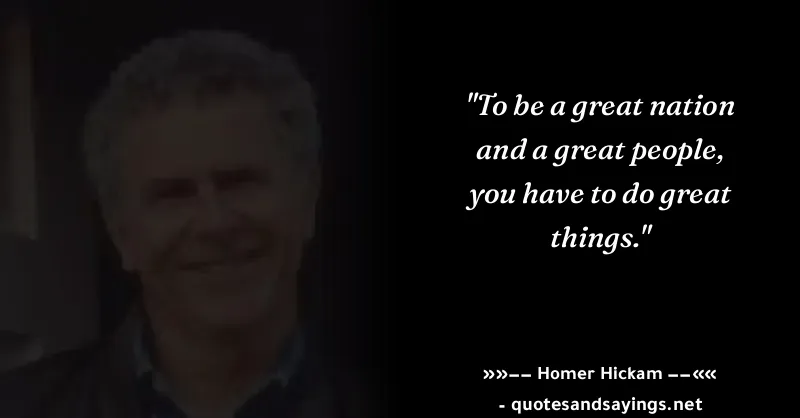 "To be a great nation
and a great people,
you have to do great
things."
»»–– Homer Hickam ––««
- quotesandsayings.net